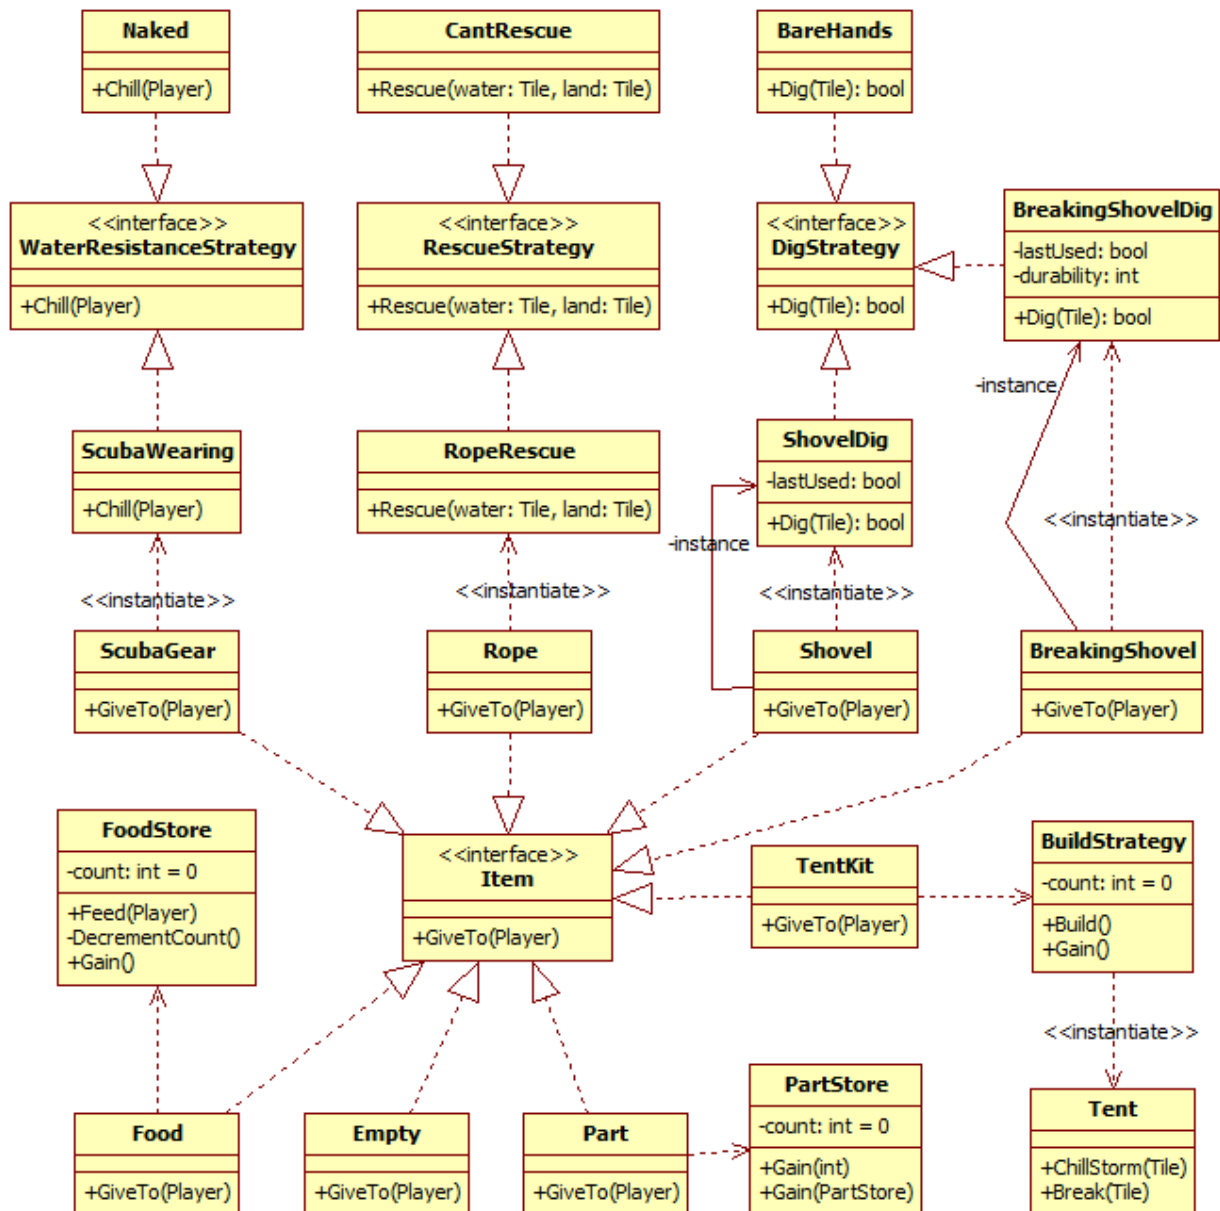 Naked
+Chill(Player)
CantRescue
+Rescue(water: Tile, land: Tile)
BareHands
+Dig(Tile): bool
<<interface>>
WaterResistanceStrategy
+Chill(Player)
<<interface>>
RescueStrategy
+Rescue(water: Tile, land: Tile)
<<interface>>
DigStrategy
+Dig(Tile): bool
BreakingShovelDig
-lastUsed: bool
-durability: int
+Dig(Tile): bool
-instance
ScubaWearing
+Chill(Player)
RopeRescue
+Rescue(water: Tile, land: Tile)
ShovelDig
-lastUsed: bool
+Dig(Tile): bool
-instance
<<instantiate>>
<<instantiate>>
<<instantiate>>
<<instantiate>>
ScubaGear
+GiveTo(Player)
Rope
+GiveTo(Player)
Shovel
+GiveTo(Player)
BreakingShovel
+GiveTo(Player)
FoodStore
-count: int = 0
+Feed(Player)
-DecrementCount()
+Gain()
<<interface>>
Item
+GiveTo(Player)
TentKit
+GiveTo(Player)
BuildStrategy
-count: int = 0
+Build()
+Gain()
<<instantiate>>
Food
+GiveTo(Player)
Empty
+GiveTo(Player)
Part
+GiveTo(Player)
PartStore
-count: int = 0
+Gain(int)
+Gain(PartStore)
Tent
+ChillStorm(Tile)
+Break(Tile)